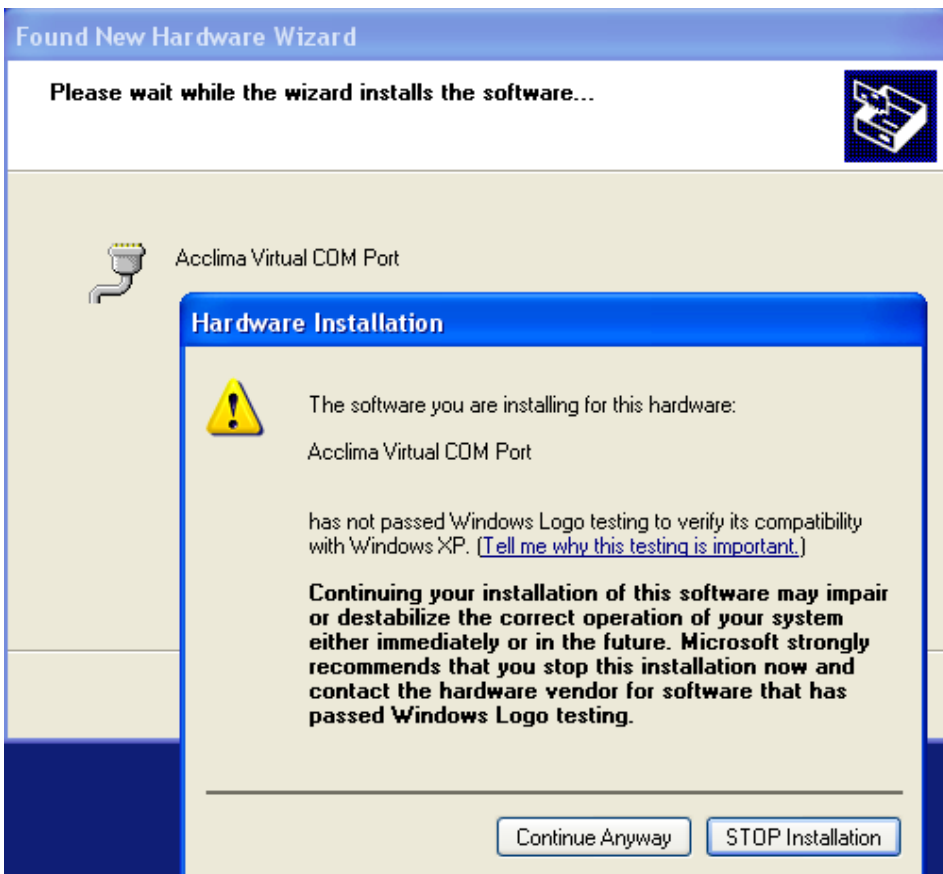 Found New Hardware Wizard
Please wait while the wizard installs the software...
Acclima Virtual COM Port
Hardware Installation
The software you are installing for this hardware:
Acclima Virtual COM Port
has not passed Windows Logo testing to verify its compatibility
with Windows XP. (Tell me why this testing is important.)
Continuing your installation of this software may impair
or destabilize the correct operation of your system
either immediately or in the future. Microsoft strongly
recommends that you stop this installation now and
contact the hardware vendor for software that has
passed Windows Logo testing.
Continue Anyway
STOP Installation